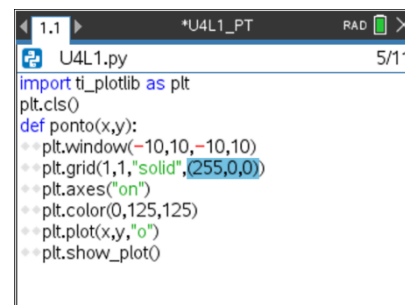 1.1 *U4L1_PT RAD
U4L1.py 5/11
import ti_plotlib as plt
plt.cls()
def ponto(x,y):
plt.window(−10,10,−10,10)
plt.grid(1,1,"solid",(255,0,0))
plt.axes("on")
plt.color(0,125,125)
plt.plot(x,y,"o")
plt.show_plot()